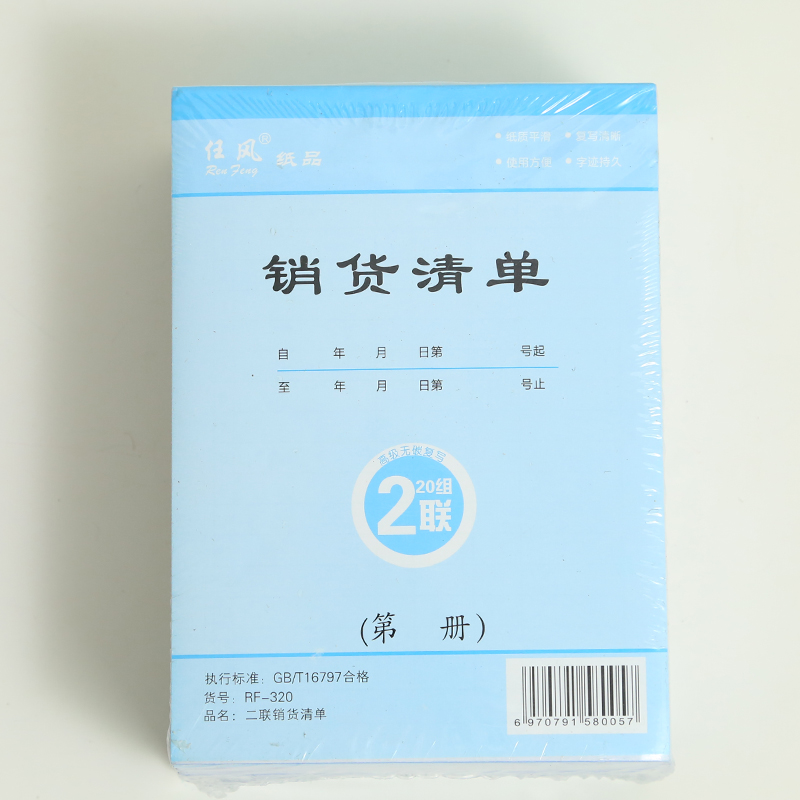 任风® 纸品
Ren Feng
• 纸质平滑 • 复写清晰
• 使用方便 • 字迹持久
销货清单
自 年 月 日第 号起
至 年 月 日第 号止
高轮无碳复写
20组
2联
(第 册)
执行标准: GB/T16797合格
货号: RF-320
品名: 二联销货清单
6 970791 580057